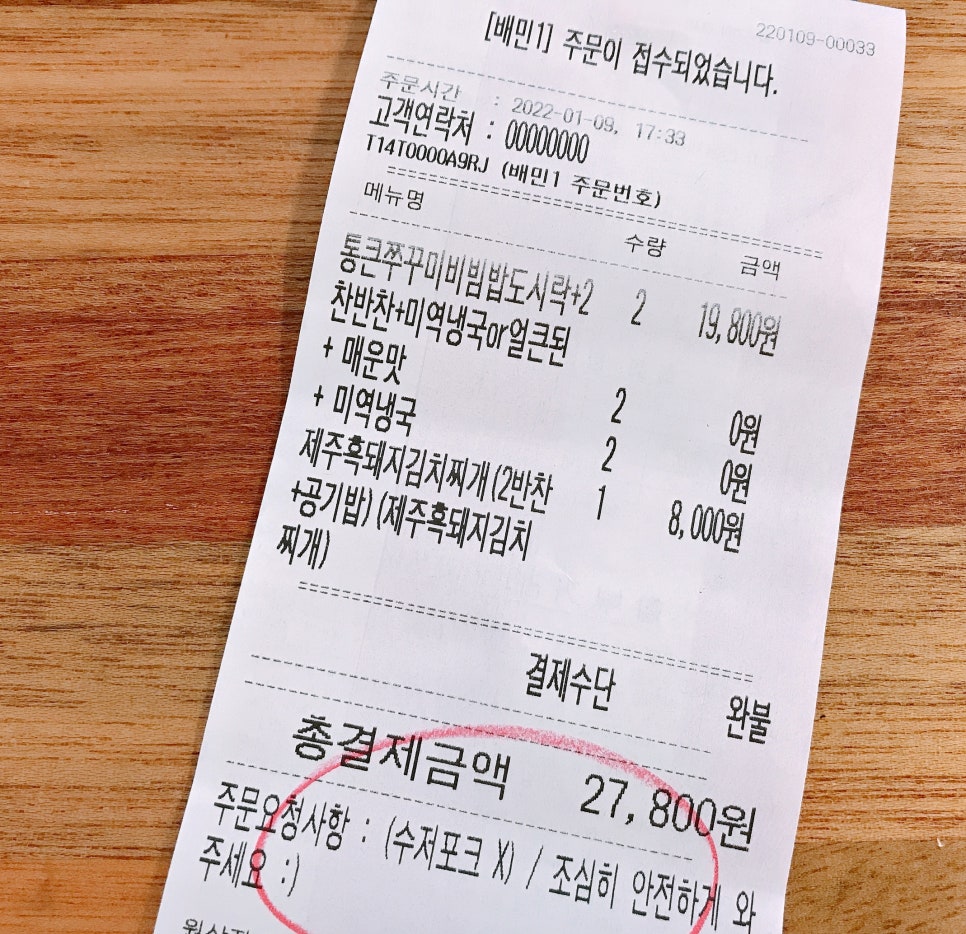 220109-00033
[배민1] 주문이 접수되었습니다.
주문시간 : 2022-01-09, 17:33
고객연락처 : 00000000
T14T0000A9RJ (배민1 주문번호)
메뉴명 수량 금액
통큰쭈꾸미비빔밥도시락+2 2 19,800원
찬반찬+미역냉국or얼큰된
+ 매운맛 2 0원
+ 미역냉국 2 0원
제주흑돼지김치찌개(2반찬 1 8,000원
+공기밥)(제주흑돼지김치
찌개)
결제수단 완불
총결제금액 27,800원
주문요청사항 : (수저포크 X) / 조심히 안전하게 와
주세요 :)